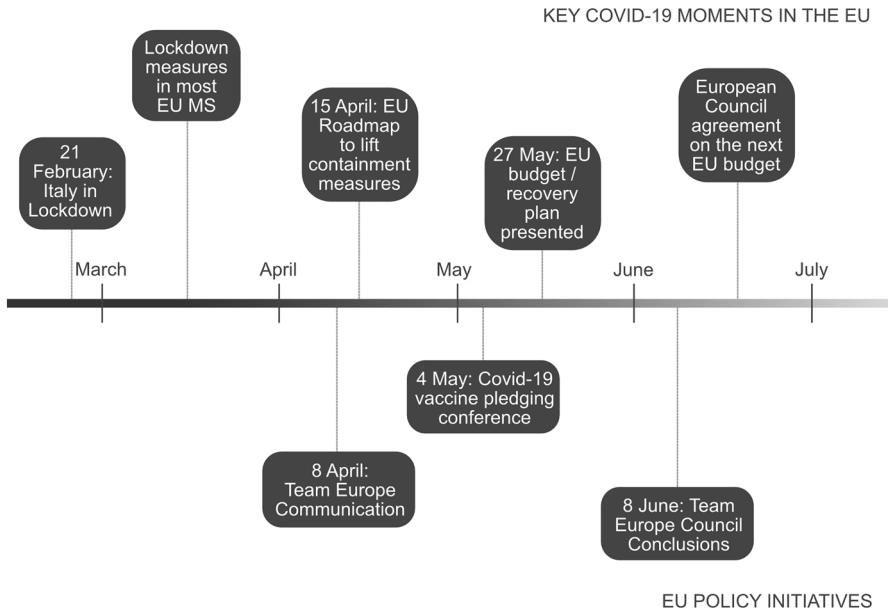 KEY COVID-19 MOMENTS IN THE EU
Lockdown
measures
in most
EU MS
21
February:
Italy in
Lockdown
15 April: EU
Roadmap
to lift
containment
measures
27 May: EU
budget /
recovery
plan
presented
European
Council
agreement
on the next
EU budget
March
April
May
June
July
4 May: Covid-19
vaccine pledging
conference
8 April:
Team Europe
Communication
8 June: Team
Europe Council
Conclusions
EU POLICY INITIATIVES